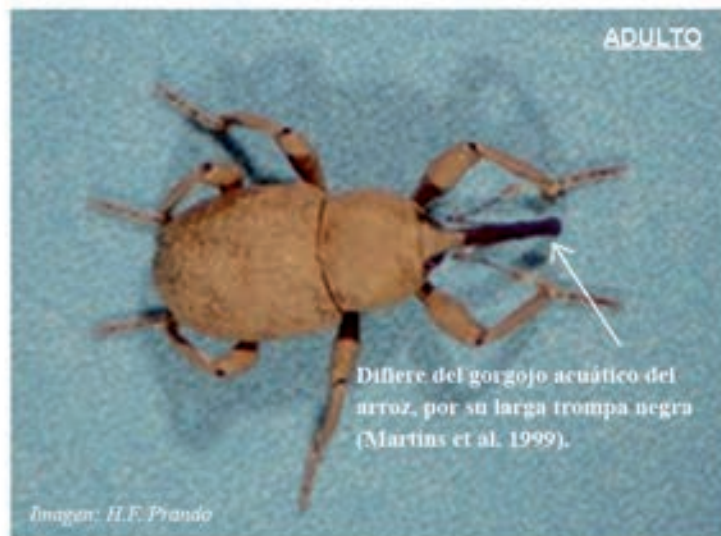 ADULTO
Difiere del gorgojo acuático del
arroz, por su larga trompa negra
(Martins et al. 1999).
Imagen: H.F. Prando